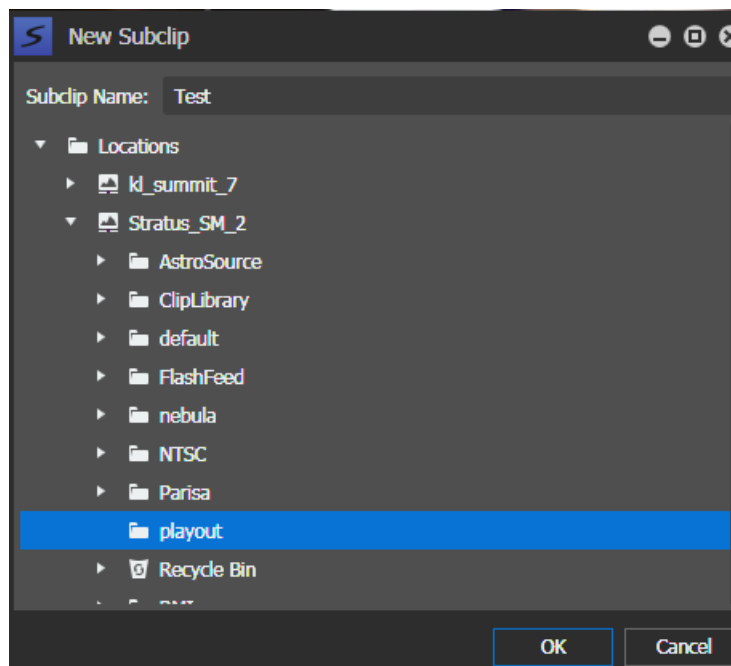 New Subclip
Subclip Name: Test
Locations
kl_summit_7
Stratus_SM_2
AstroSource
ClipLibrary
default
FlashFeed
nebula
NTSC
Parisa
playout
Recycle Bin
OK Cancel